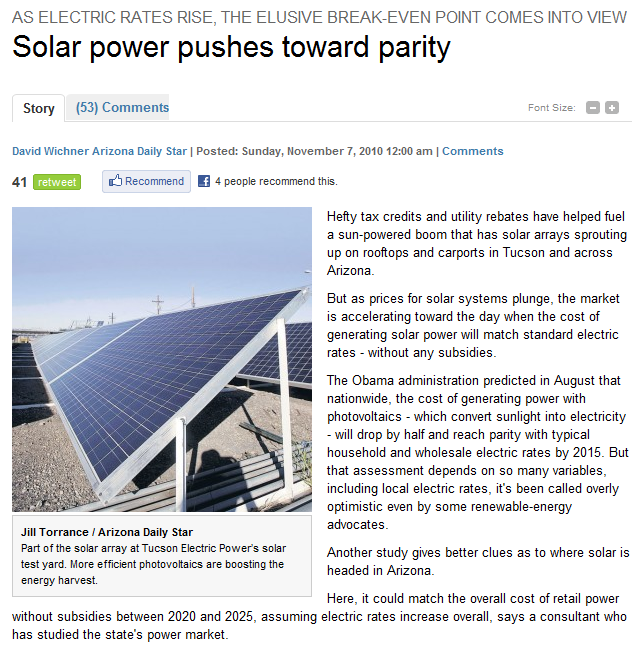 AS ELECTRIC RATES RISE, THE ELUSIVE BREAK-EVEN POINT COMES INTO VIEW
Solar power pushes toward parity
Story
(53) Comments
Font Size:
David Wichner Arizona Daily Star | Posted: Sunday, November 7, 2010 12:00 am | Comments
41 retweet Recommend 4 people recommend this.
Hefty tax credits and utility rebates have helped fuel
a sun-powered boom that has solar arrays sprouting
up on rooftops and carports in Tucson and across
Arizona.
But as prices for solar systems plunge, the market
is accelerating toward the day when the cost of
generating solar power will match standard electric
rates - without any subsidies.
The Obama administration predicted in August that
nationwide, the cost of generating power with
photovoltaics - which convert sunlight into electricity
- will drop by half and reach parity with typical
household and wholesale electric rates by 2015. But
that assessment depends on so many variables,
including local electric rates, it's been called overly
optimistic even by some renewable-energy
advocates.
Jill Torrance / Arizona Daily Star
Part of the solar array at Tucson Electric Power's solar
test yard. More efficient photovoltaics are boosting the
energy harvest.
Another study gives better clues as to where solar is
headed in Arizona.
Here, it could match the overall cost of retail power
without subsidies between 2020 and 2025, assuming electric rates increase overall, says a consultant who
has studied the state's power market.